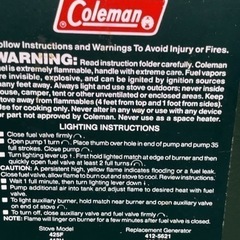 Coleman
ollow Instructions and Warnings To Avoid Injury or Fires.
WARNING: Read instruction folder carefully. Coleman
fuel is extremely flammable, handle with extreme care. Fuel vapors
are invisible, explosive, and can be ignited by ignition sources
many feet away. Always light and use stove outdoors; never inside
house, camper, tent or other unventilated or enclosed areas. Keep
stove away from flammables (4 feet from top and 1 foot from sides).
Use for cooking only. Never alter in any way or use with any device
or part not approved by Coleman. Never use as a space heater.
LIGHTING INSTRUCTIONS
Close fuel valve firmly
Open pump 1 turn. Place thumb over hole in end of pump and pump 35
full strokes. Close pump
Turn lighting lever up. First hold lighted match at edge of burner and then
quickly open fuel valve at least 2 full turns
CAUTION: A persistent high, yellow flame indicates flooding or a leak.
Close fuel valve, allow flame to burn out and stove to cool. Review instructions.
Wait 1 full minute, then turn lighting lever down
Pump additional air into tank and adjust flame to desired heat with fuel
valve.
To light auxiliary burner, hold match near burner and open auxiliary valve
on end of stove.
To turn off, close auxiliary valve and fuel valve firmly
NOTE: Flame will linger on burner for a few minutes after fuel valve is closed.
Stove Model
Replacement Generator
425F
412-5621